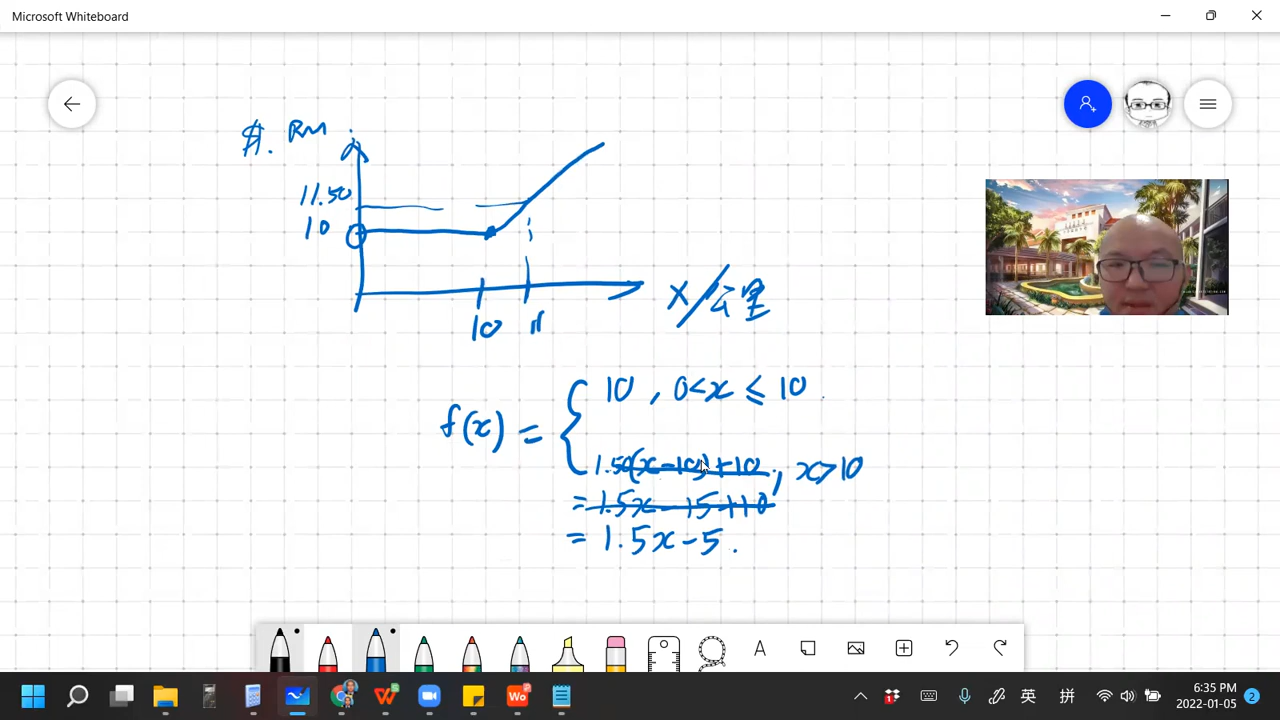 Microsoft Whiteboard
$. RM
11.50
10
10 11
x/公里
f(x) = { 10 , 0<x ≤ 10
1.50(x-10)+10 , x>10
= 1.5x - 15 + 10
= 1.5x - 5.
A
英 拼
6:35 PM
2022-01-05
2